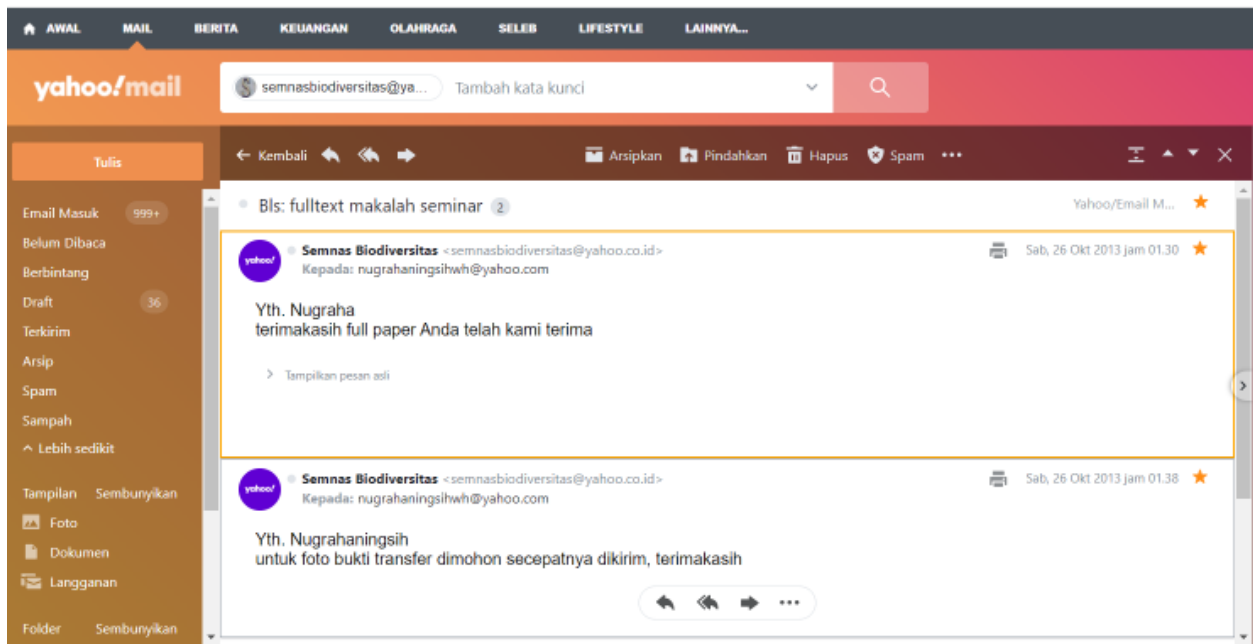 AWAL MAIL BERITA KEUANGAN OLAHRAGA SELEB LIFESTYLE LAINNYA...
yahoo!mail
semnasbiodiversitas@ya... Tambah kata kunci
Tulis
Kembali Arsipkan Pindahkan Hapus Spam
Email Masuk 999+
Belum Dibaca
Berbintang
Draft 36
Terkirim
Arsip
Spam
Sampah
Lebih sedikit
Tampilan Sembunyikan
Foto
Dokumen
Langganan
Folder Sembunyikan
Bls: fulltext makalah seminar 2 Yahoo/Email M...
yahoo!
Semnas Biodiversitas <semnasbiodiversitas@yahoo.co.id> Sab, 26 Okt 2013 jam 01.30
Kepada: nugrahaningsihwh@yahoo.com
Yth. Nugraha
terimakasih full paper Anda telah kami terima
Tampilkan pesan asli
yahoo!
Semnas Biodiversitas <semnasbiodiversitas@yahoo.co.id> Sab, 26 Okt 2013 jam 01.38
Kepada: nugrahaningsihwh@yahoo.com
Yth. Nugrahaningsih
untuk foto bukti transfer dimohon secepatnya dikirim, terimakasih